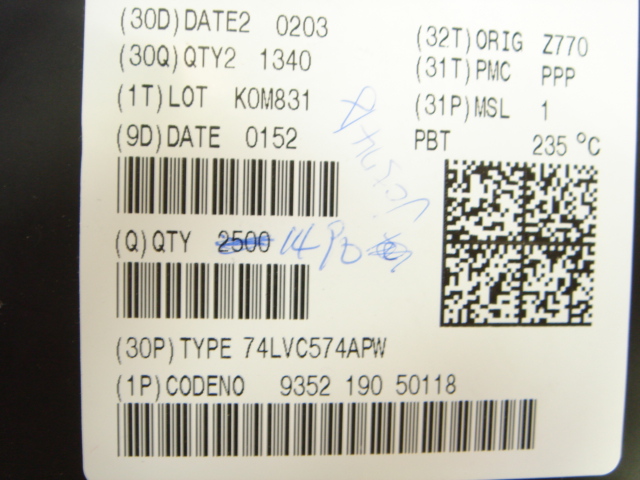 (30D)DATE2 0203
(30Q)QTY2 1340
(1T)LOT K0M831
(9D)DATE 0152
(32T)ORIG Z770
(31T)PMC PPP
(31P)MSL 1
PBT 235 °C
(Q)QTY 2500
(30P)TYPE 74LVC574APW
(1P)CODENO 9352 190 50118